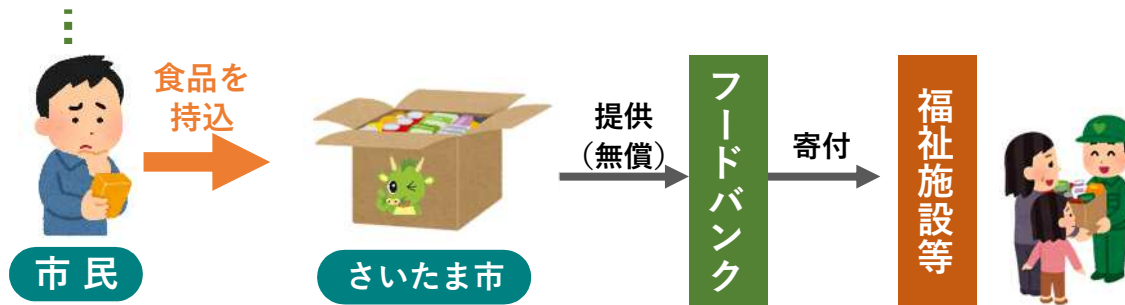 食品を
持込
市民
さいたま市
提供
（無償）
フードバンク
寄付
福祉施設等